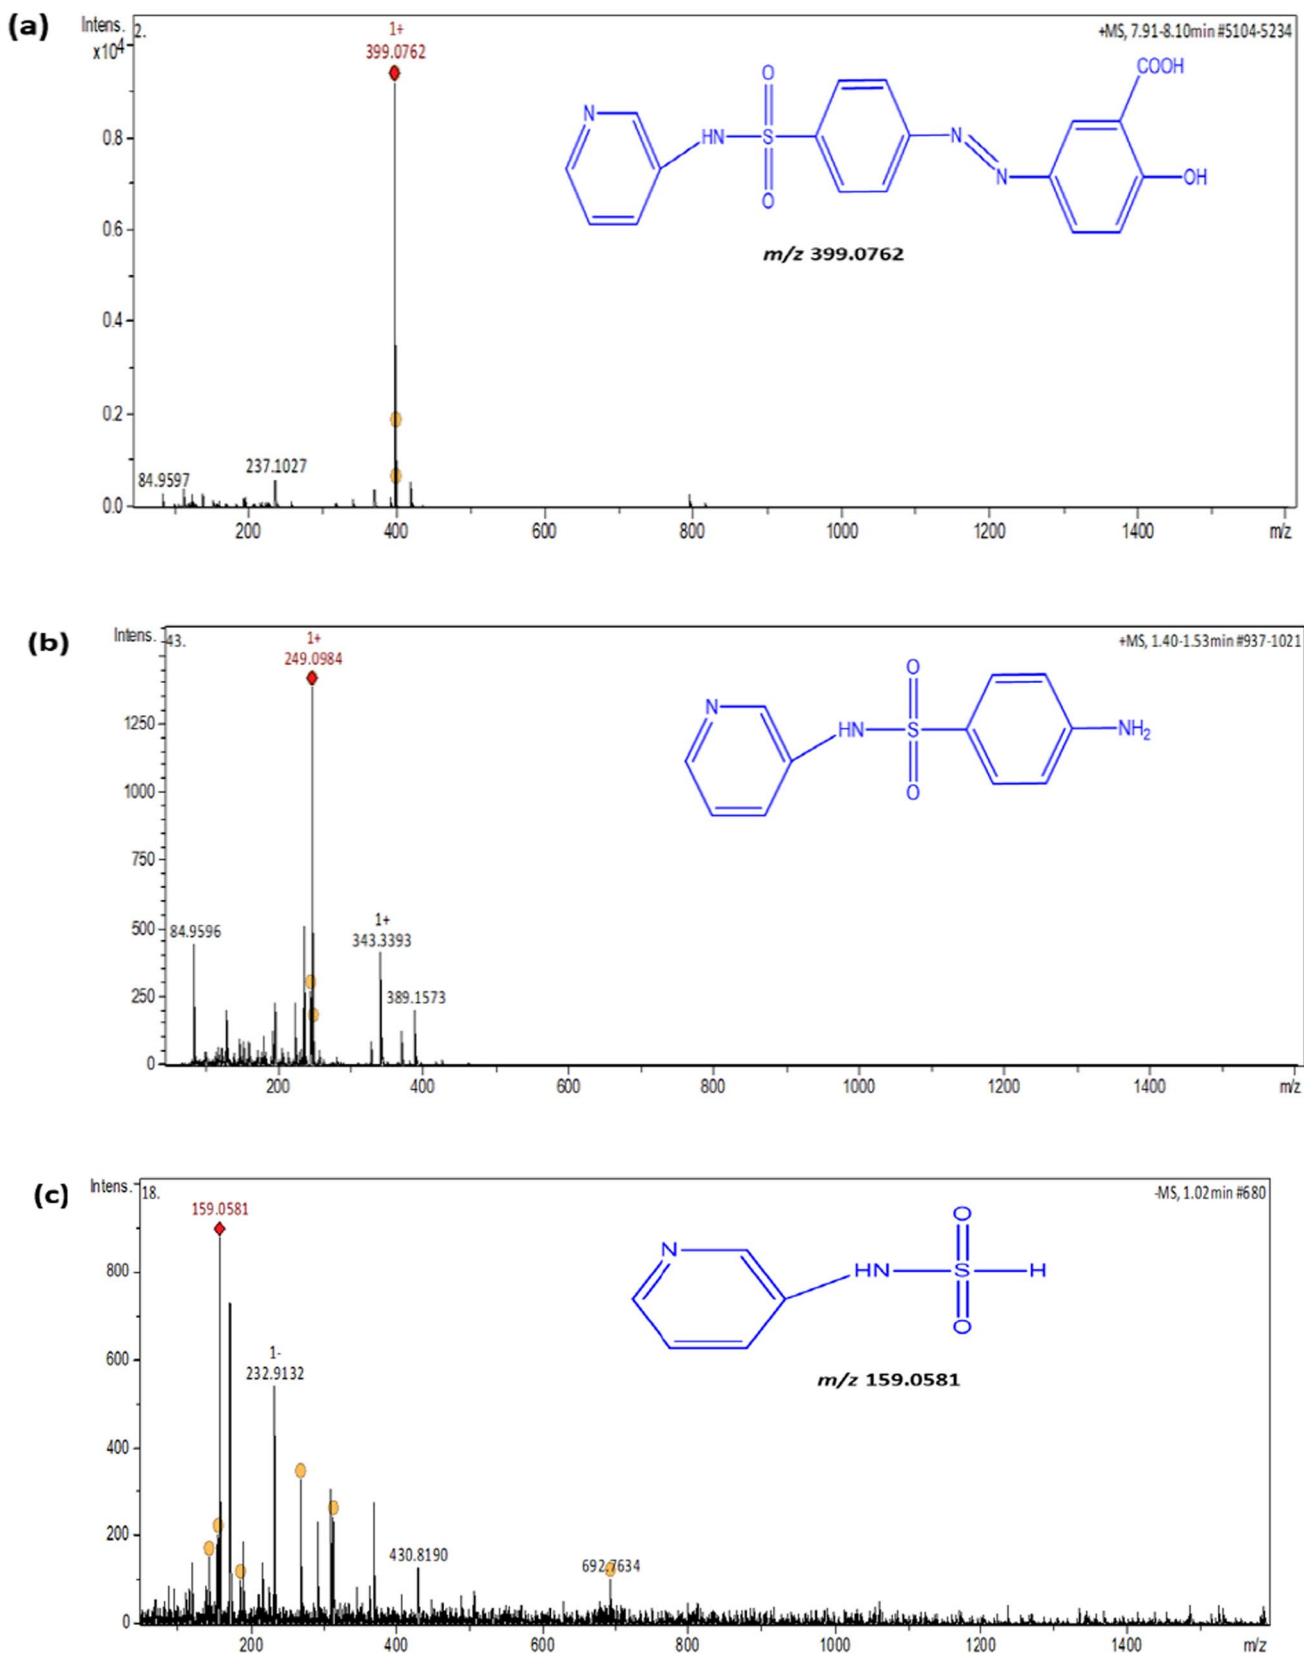 (a)
Intens.
x10⁴
2.
1+
399.0762
+MS, 7.91-8.10min #5104-5234
0.8
0.6
0.4
0.2
0.0
84.9597
237.1027
N
HN
O
S
O
N
N
COOH
OH
m/z 399.0762
200
400
600
800
1000
1200
1400
m/z
(b)
Intens.
43.
1+
249.0984
+MS, 1.40-1.53min #937-1021
1250
1000
750
500
250
0
84.9596
1+
343.3393
389.1573
N
HN
O
S
O
NH₂
200
400
600
800
1000
1200
1400
m/z
(c)
Intens.
18.
159.0581
-MS, 1.02min #680
800
600
400
200
0
1-
232.9132
430.8190
692.7634
N
HN
O
S
O
H
m/z 159.0581
200
400
600
800
1000
1200
1400
m/z